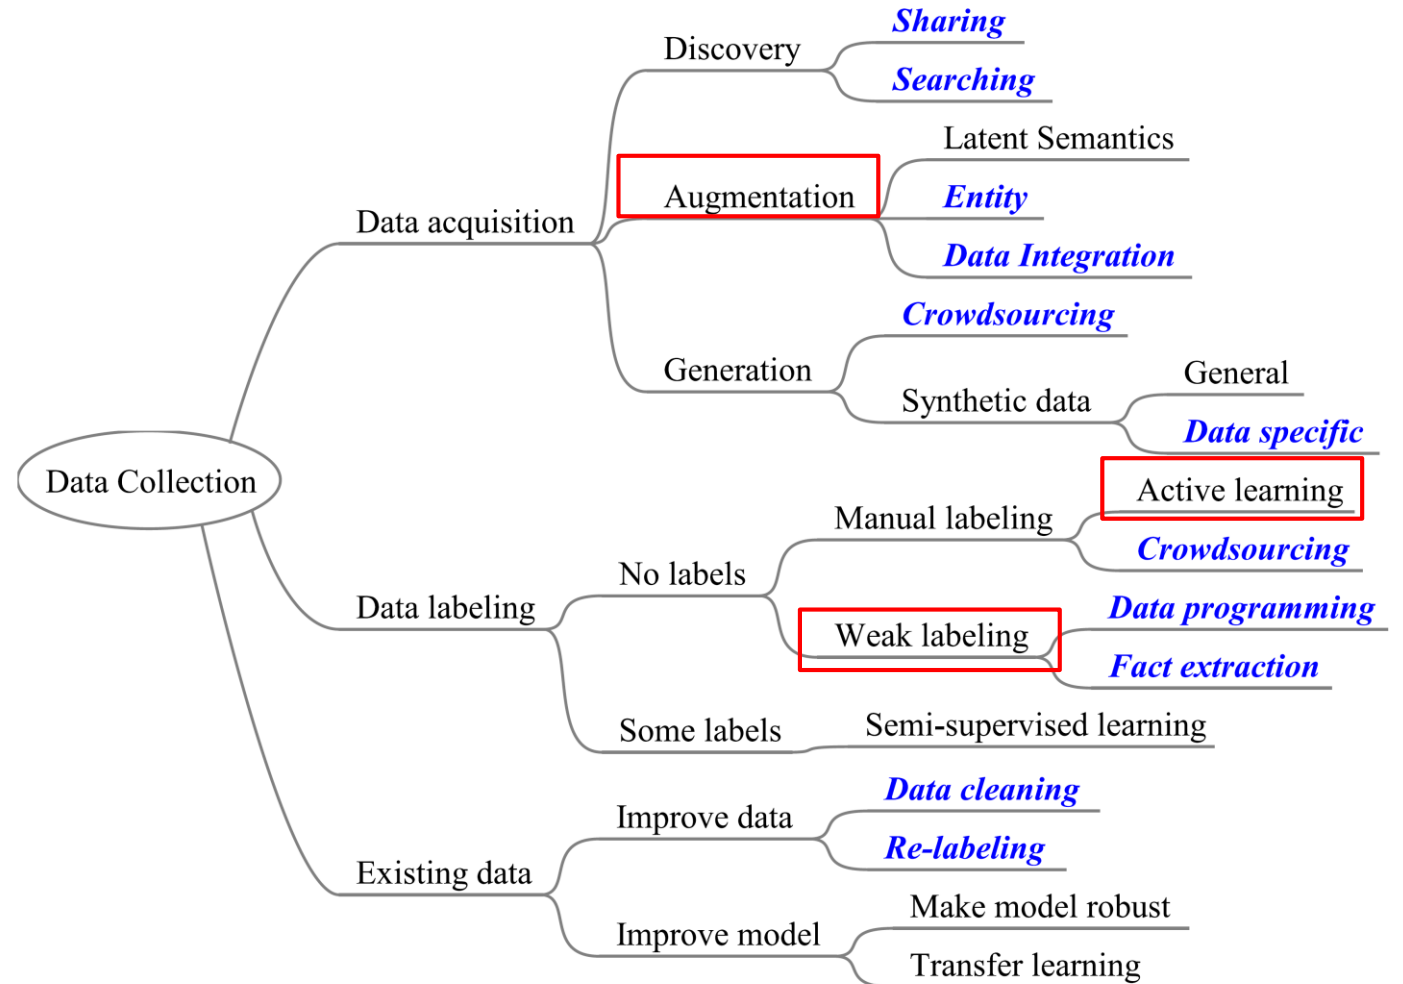 Data Collection
Data acquisition
Discovery
Sharing
Searching
Augmentation
Latent Semantics
Entity
Data Integration
Generation
Crowdsourcing
Synthetic data
General
Data specific
Data labeling
No labels
Manual labeling
Active learning
Crowdsourcing
Weak labeling
Data programming
Fact extraction
Some labels
Semi-supervised learning
Existing data
Improve data
Data cleaning
Re-labeling
Improve model
Make model robust
Transfer learning